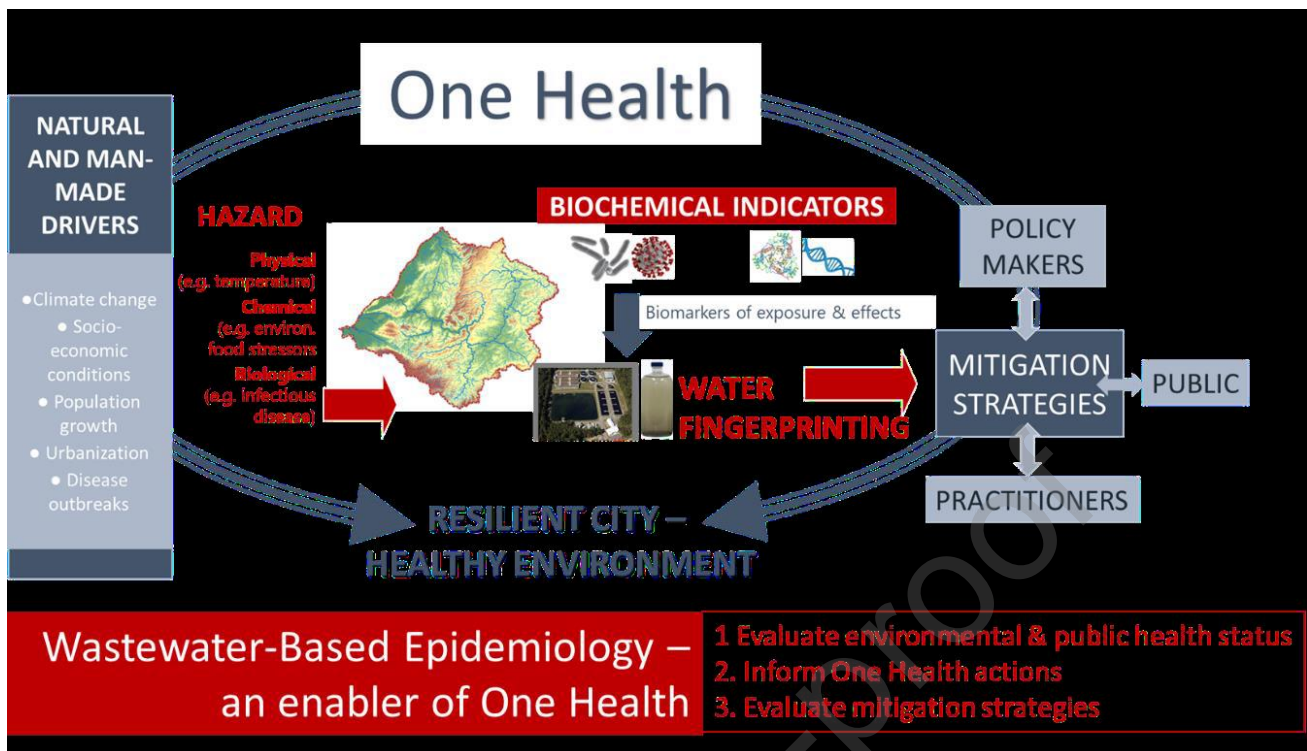 One Health
NATURAL
AND MAN-
MADE
DRIVERS
●Climate change
● Socio-
economic
conditions
● Population
growth
● Urbanization
● Disease
outbreaks
HAZARD
Physical
(e.g. temperature)
Chemical
(e.g. environ.
food stressors
Biological
(e.g. infectious
disease)
BIOCHEMICAL INDICATORS
Biomarkers of exposure & effects
WATER
FINGERPRINTING
POLICY
MAKERS
MITIGATION
STRATEGIES
PUBLIC
PRACTITIONERS
RESILIENT CITY –
HEALTHY ENVIRONMENT
Wastewater-Based Epidemiology –
an enabler of One Health
1 Evaluate environmental & public health status
2. Inform One Health actions
3. Evaluate mitigation strategies